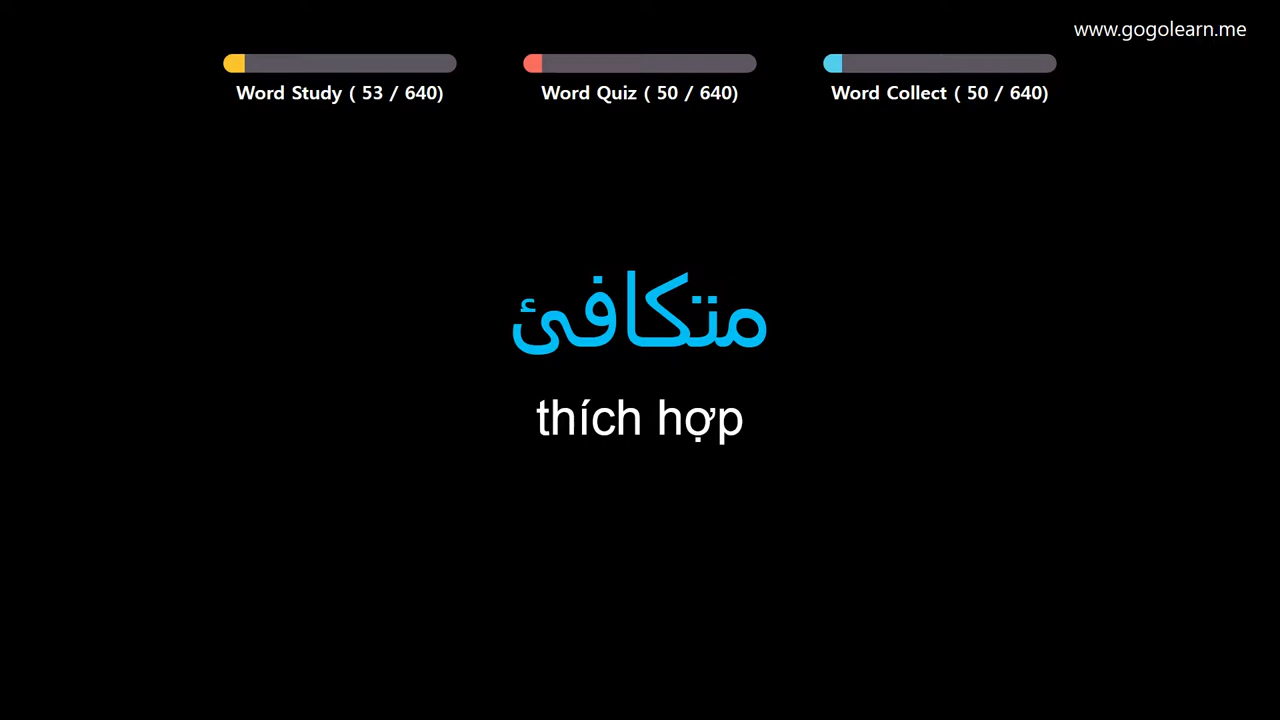 www.gogolearn.me
Word Study ( 53 / 640)
Word Quiz ( 50 / 640)
Word Collect ( 50 / 640)
متكافئ
thích hợp